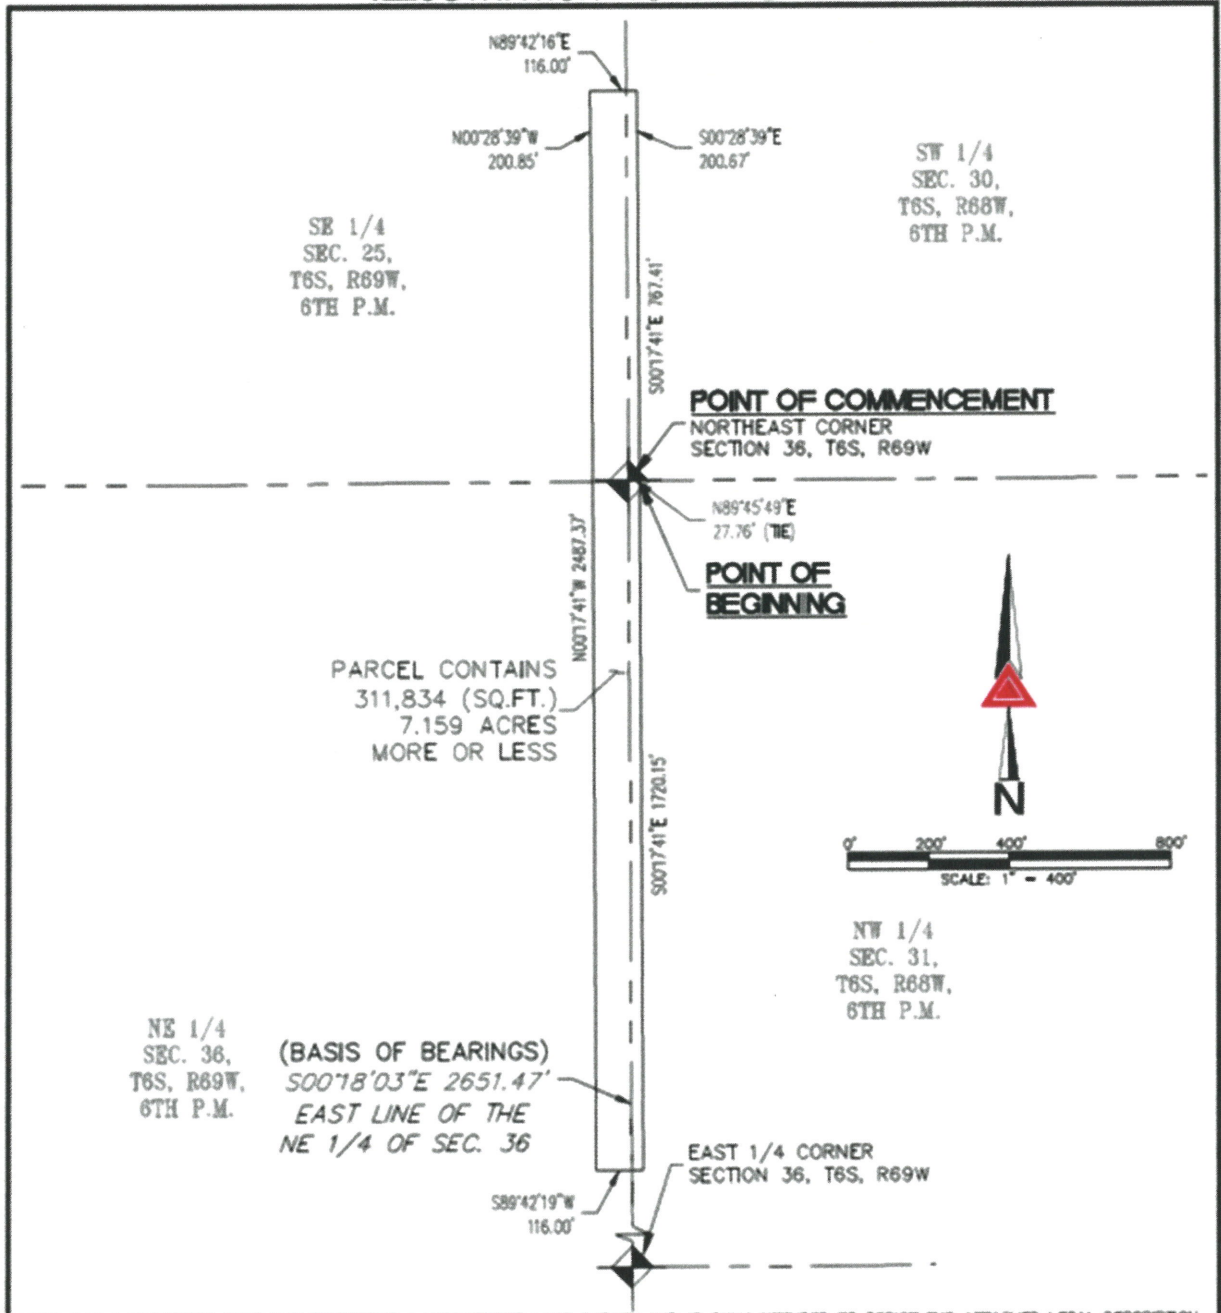 N89°42'16"E
116.00'
N00°28'39"W
200.85'
S00°28'39"E
200.67'
SW 1/4
SEC. 30,
T6S, R68W,
6TH P.M.
SE 1/4
SEC. 25,
T6S, R69W,
6TH P.M.
S00°17'41"E 767.41'
POINT OF COMMENCEMENT
NORTHEAST CORNER
SECTION 36, T6S, R69W
N89°45'49"E
27.76' (TIE)
POINT OF
BEGINNING
N00°17'41"W 2487.37'
PARCEL CONTAINS
311,834 (SQ.FT.)
7.159 ACRES
MORE OR LESS
S00°17'41"E 1720.15'
N
0' 200' 400' 800'
SCALE: 1" = 400'
NW 1/4
SEC. 31,
T6S, R68W,
6TH P.M.
NE 1/4
SEC. 36,
T6S, R69W,
6TH P.M.
(BASIS OF BEARINGS)
S00°18'03"E 2651.47'
EAST LINE OF THE
NE 1/4 OF SEC. 36
EAST 1/4 CORNER
SECTION 36, T6S, R69W
S89°42'19"W
116.00'